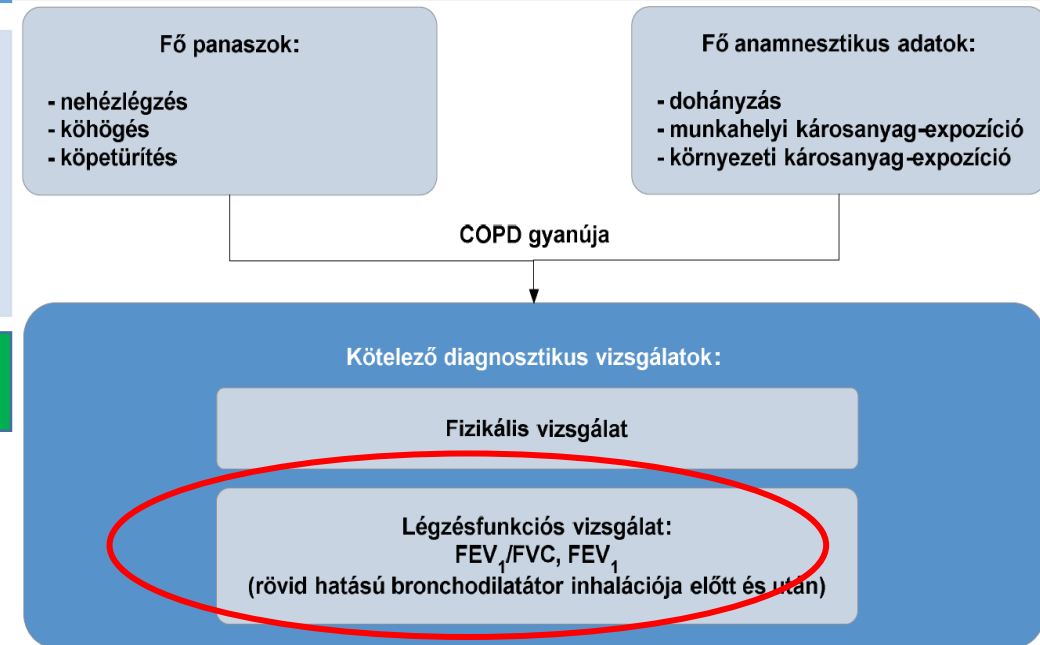 Fő panaszok:
- nehézlégzés
- köhögés
- köpetürítés
Fő anamnesztikus adatok:
- dohányzás
- munkahelyi károsanyag-expozíció
- környezeti károsanyag-expozíció
COPD gyanúja
Kötelező diagnosztikus vizsgálatok:
Fizikális vizsgálat
Légzésfunkciós vizsgálat:
FEV₁/FVC, FEV₁
(rövid hatású bronchodilatátor inhalációja előtt és után)